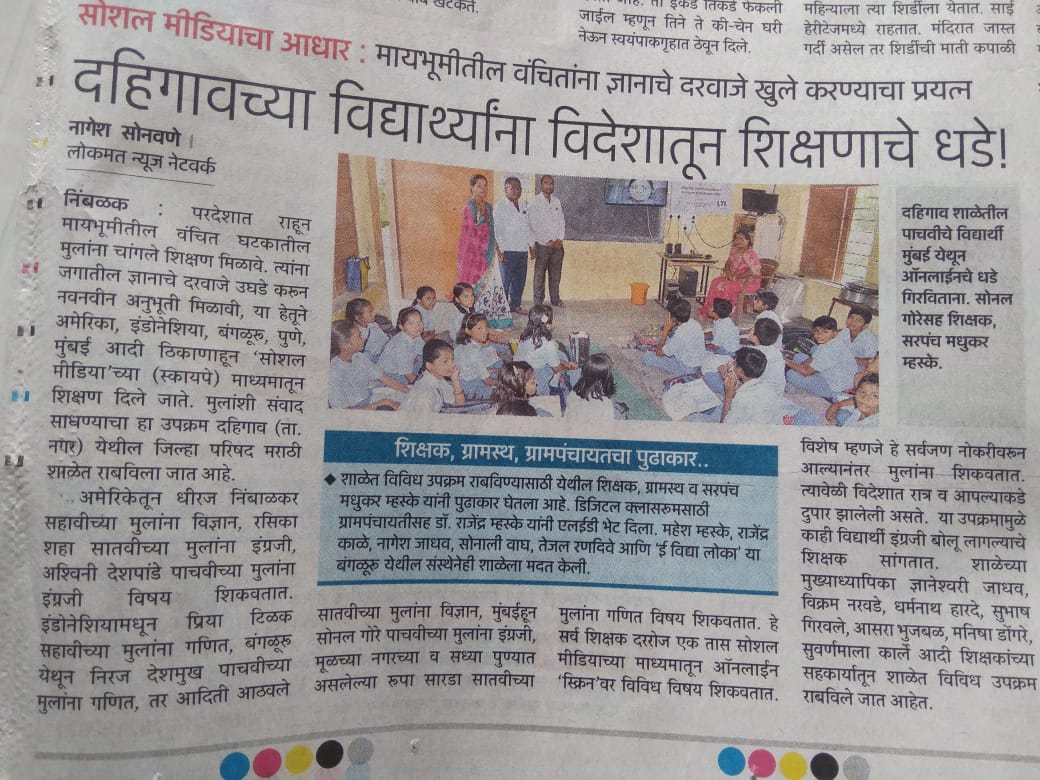 खटकेत.
जाईल म्हणून तिने ते की-चेन घरी
नेऊन स्वयंपाकगृहात ठेवून दिले.
महिन्याला त्या शिर्डीला येतात. साई
हेरीटेजमध्ये राहतात. मंदिरात जास्त
गर्दी असेल तर शिर्डीची माती कपाळी
सोशल मीडियाचा आधार : मायभूमीतील वंचितांना ज्ञानाचे दरवाजे खुले करण्याचा प्रयत्न
दहिगावच्या विद्यार्थ्यांना विदेशातून शिक्षणाचे धडे!
नागेश सोनवणे ।
लोकमत न्यूज नेटवर्क
निंबळक : परदेशात राहून
मायभूमीतील वंचित घटकातील
मुलांना चांगले शिक्षण मिळावे. त्यांना
जगातील ज्ञानाचे दरवाजे उघडे करून
नवनवीन अनुभूती मिळावी, या हेतूने
अमेरिका, इंडोनेशिया, बंगळूरू, पुणे,
मुंबई आदी ठिकाणाहून 'सोशल
मीडिया'च्या (स्कायपे) माध्यमातून
शिक्षण दिले जाते. मुलांशी संवाद
साधण्याचा हा उपक्रम दहिगाव (ता.
नगर) येथील जिल्हा परिषद मराठी
शाळेत राबविला जात आहे.
अमेरिकेतून धीरज निंबाळकर
सहावीच्या मुलांना विज्ञान, रसिका
शहा सातवीच्या मुलांना इंग्रजी,
अश्विनी देशपांडे पाचवीच्या मुलांना
इंग्रजी विषय शिकवतात.
इंडोनेशियामधून प्रिया टिळक
सहावीच्या मुलांना गणित, बंगळूरू
येथून निरज देशमुख पाचवीच्या
मुलांना गणित, तर आदिती आठवले
LTI
दहिगाव शाळेतील
पाचवीचे विद्यार्थी
मुंबई येथून
ऑनलाईनचे धडे
गिरविताना. सोनल
गोरेसह शिक्षक,
सरपंच मधुकर
म्हस्के.
शिक्षक, ग्रामस्थ, ग्रामपंचायतचा पुढाकार..
◆ शाळेत विविध उपक्रम राबविण्यासाठी येथील शिक्षक, ग्रामस्थ व सरपंच
मधुकर म्हस्के यांनी पुढाकार घेतला आहे. डिजिटल क्लासरूमसाठी
ग्रामपंचायतीसह डॉ. राजेंद्र म्हस्के यांनी एलईडी भेट दिला. महेश म्हस्के, राजेंद्र
काळे, नागेश जाधव, सोनाली वाघ, तेजल रणदिवे आणि 'ई विद्या लोका' या
बंगळूरू येथील संस्थेनेही शाळेला मदत केली.
सातवीच्या मुलांना विज्ञान, मुंबईहून
सोनल गोरे पाचवीच्या मुलांना इंग्रजी,
मूळच्या नगरच्या व सध्या पुण्यात
असलेल्या रुपा सारडा सातवीच्या
मुलांना गणित विषय शिकवतात. हे
सर्व शिक्षक दररोज एक तास सोशल
मीडियाच्या माध्यमातून ऑनलाईन
'स्क्रिन'वर विविध विषय शिकवतात.
विशेष म्हणजे हे सर्वजण नोकरीवरून
आल्यानंतर मुलांना शिकवतात.
त्यावेळी विदेशात रात्र व आपल्याकडे
दुपार झालेली असते. या उपक्रमामुळे
काही विद्यार्थी इंग्रजी बोलू लागल्याचे
शिक्षक सांगतात. शाळेच्या
मुख्याध्यापिका ज्ञानेश्वरी जाधव,
विक्रम नरवडे, धर्मनाथ हारदे, सुभाष
गिरवले, आसरा भुजबळ, मनिषा डोंगरे,
सुवर्णमाला कार्ले आदी शिक्षकांच्या
सहकार्यातून शाळेत विविध उपक्रम
राबविले जात आहेत.